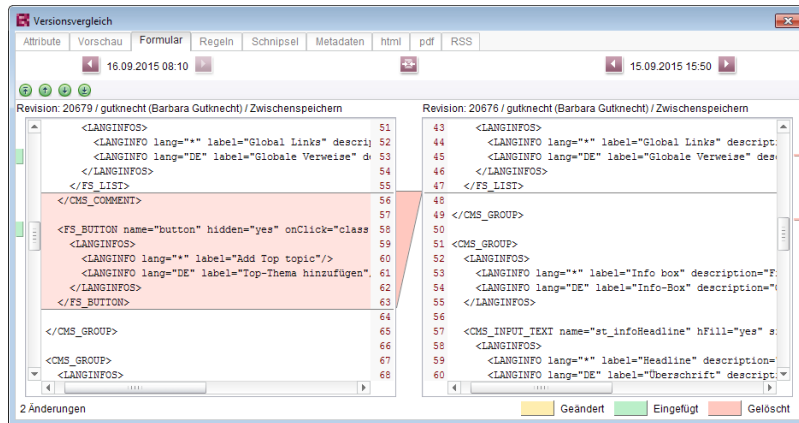 Versionsvergleich
Attribute Vorschau Formular Regeln Schnipsel Metadaten html pdf RSS
16.09.2015 08:10 15.09.2015 15:50
Revision: 20679 / gutknecht (Barbara Gutknecht) / Zwischenspeichern
<LANGINFOS> 51
<LANGINFO lang="*" label="Global Links" descrip 52
<LANGINFO lang="DE" label="Globale Verweise" d 53
</LANGINFOS> 54
</FS_LIST> 55
</CMS_COMMENT> 56
57
<FS_BUTTON name="button" hidden="yes" onClick="class 58
<LANGINFOS> 59
<LANGINFO lang="*" label="Add Top topic"/> 60
<LANGINFO lang="DE" label="Top-Thema hinzufügen" 61
</LANGINFOS> 62
</FS_BUTTON> 63
64
</CMS_GROUP> 65
66
<CMS_GROUP> 67
<LANGINFOS> 68
Revision: 20676 / gutknecht (Barbara Gutknecht) / Zwischenspeichern
43 <LANGINFOS>
44 <LANGINFO lang="*" label="Global Links" descript
45 <LANGINFO lang="DE" label="Globale Verweise" des
46 </LANGINFOS>
47 </FS_LIST>
48
49 </CMS_GROUP>
50
51 <CMS_GROUP>
52 <LANGINFOS>
53 <LANGINFO lang="*" label="Info box" description="F
54 <LANGINFO lang="DE" label="Info-Box" description="
55 </LANGINFOS>
56
57 <CMS_INPUT_TEXT name="st_infoHeadline" hFill="yes" s
58 <LANGINFOS>
59 <LANGINFO lang="*" label="Headline" description="
60 <LANGINFO lang="DE" label="Überschrift" descript
2 Änderungen Geändert Eingefügt Gelöscht